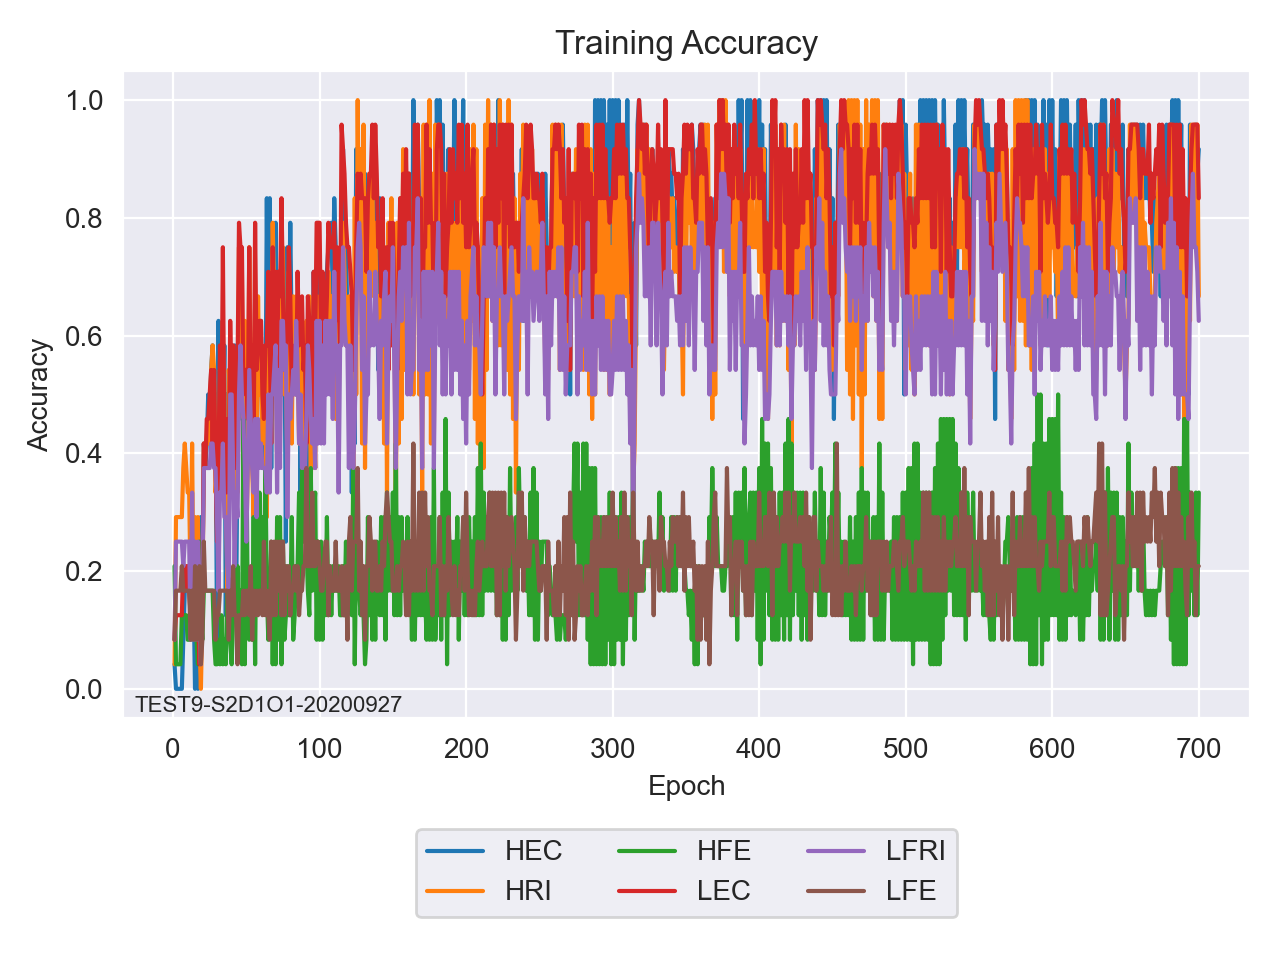 Training Accuracy
1.0
0.8
0.6
0.4
0.2
0.0
Accuracy
TEST9-S2D1O1-20200927
0 100 200 300 400 500 600 700
Epoch
HEC HFE LFRI
HRI LEC LFE